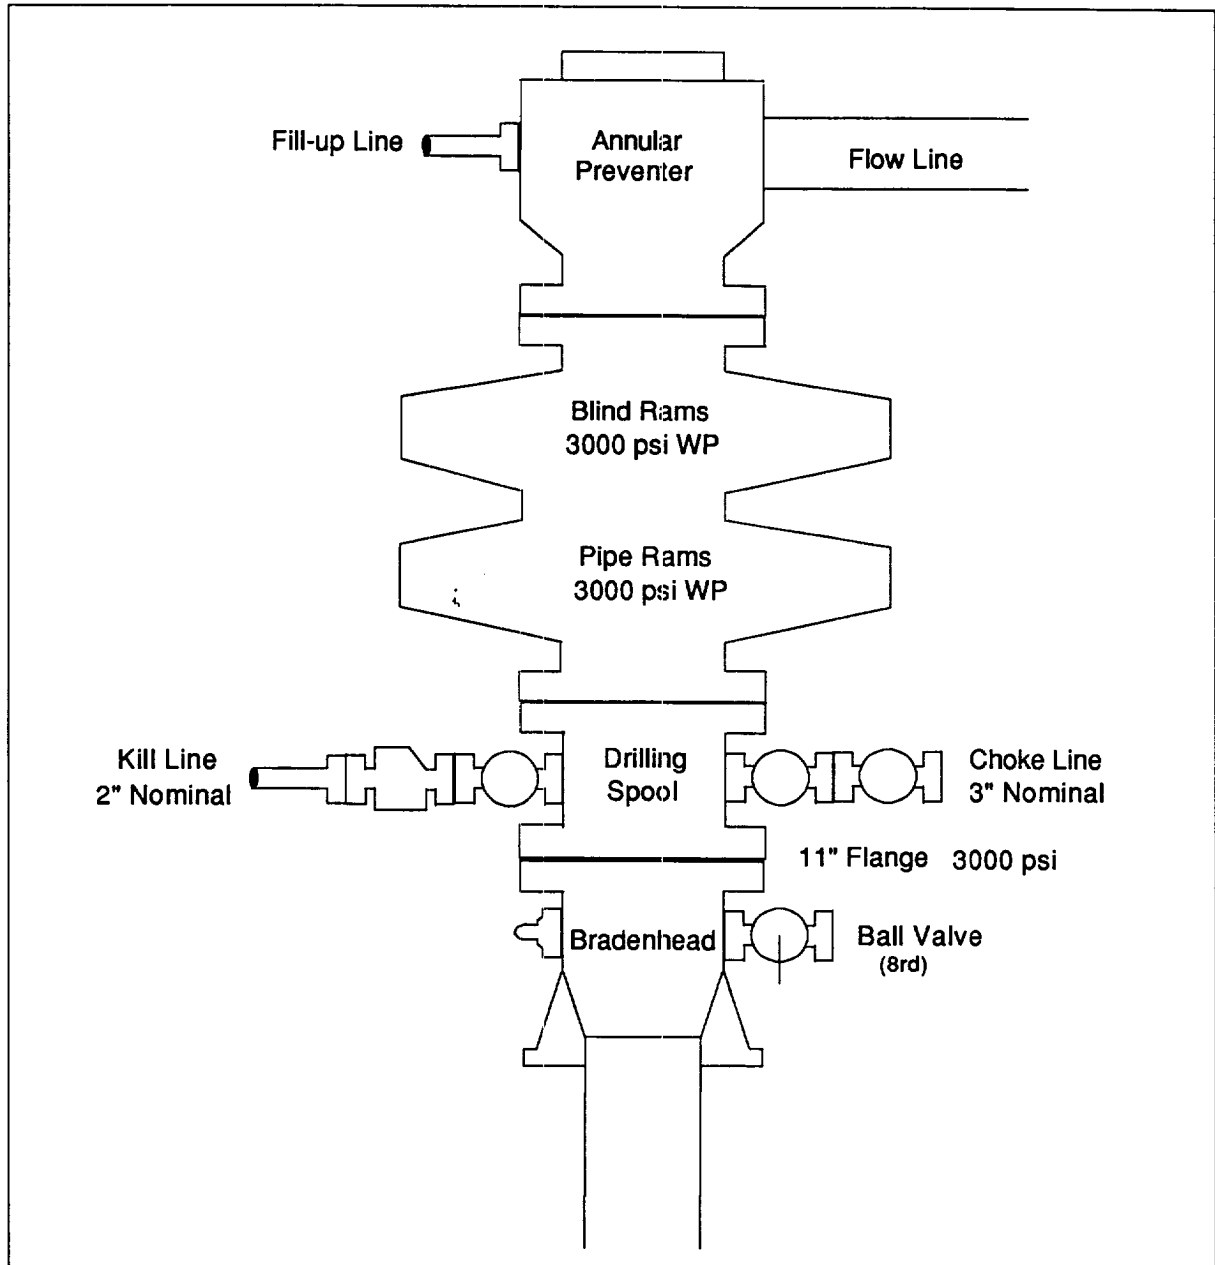 Fill-up Line
Annular
Preventer
Flow Line
Blind Rams
3000 psi WP
Pipe Rams
3000 psi WP
Kill Line
2" Nominal
Drilling
Spool
Choke Line
3" Nominal
11" Flange 3000 psi
Bradenhead
Ball Valve
(8rd)